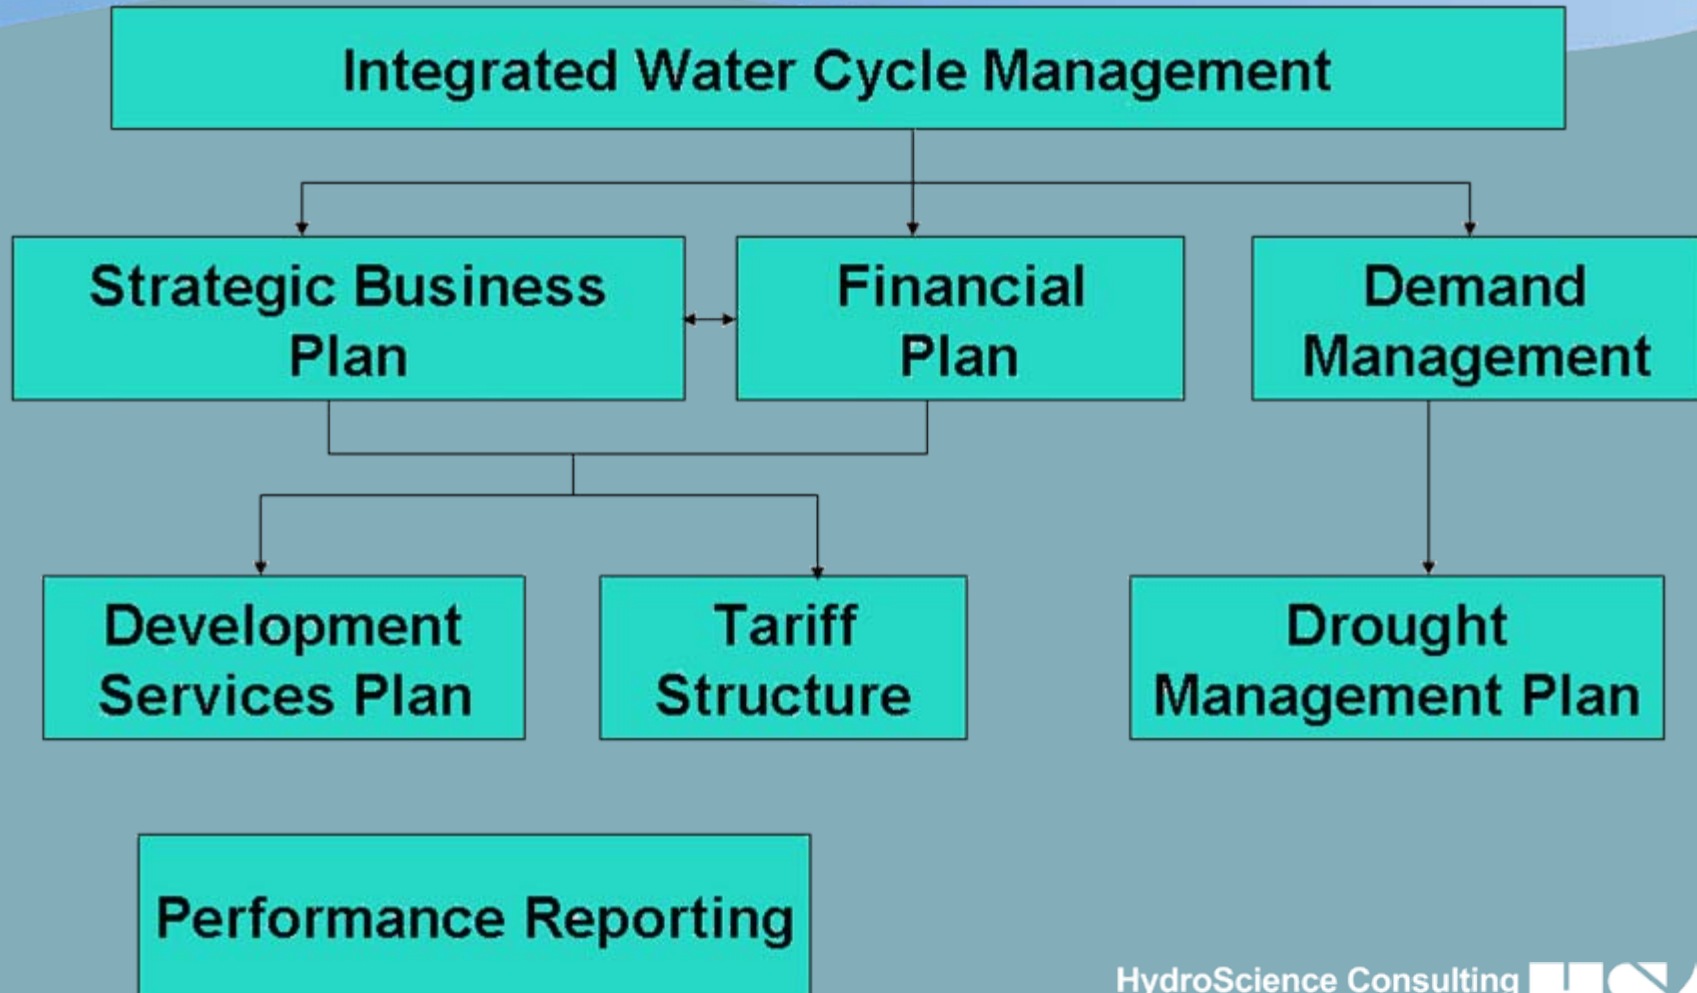 Integrated Water Cycle Management
Strategic Business
Plan
Financial
Plan
Demand
Management
Development
Services Plan
Tariff
Structure
Drought
Management Plan
Performance Reporting
HydroScience Consulting